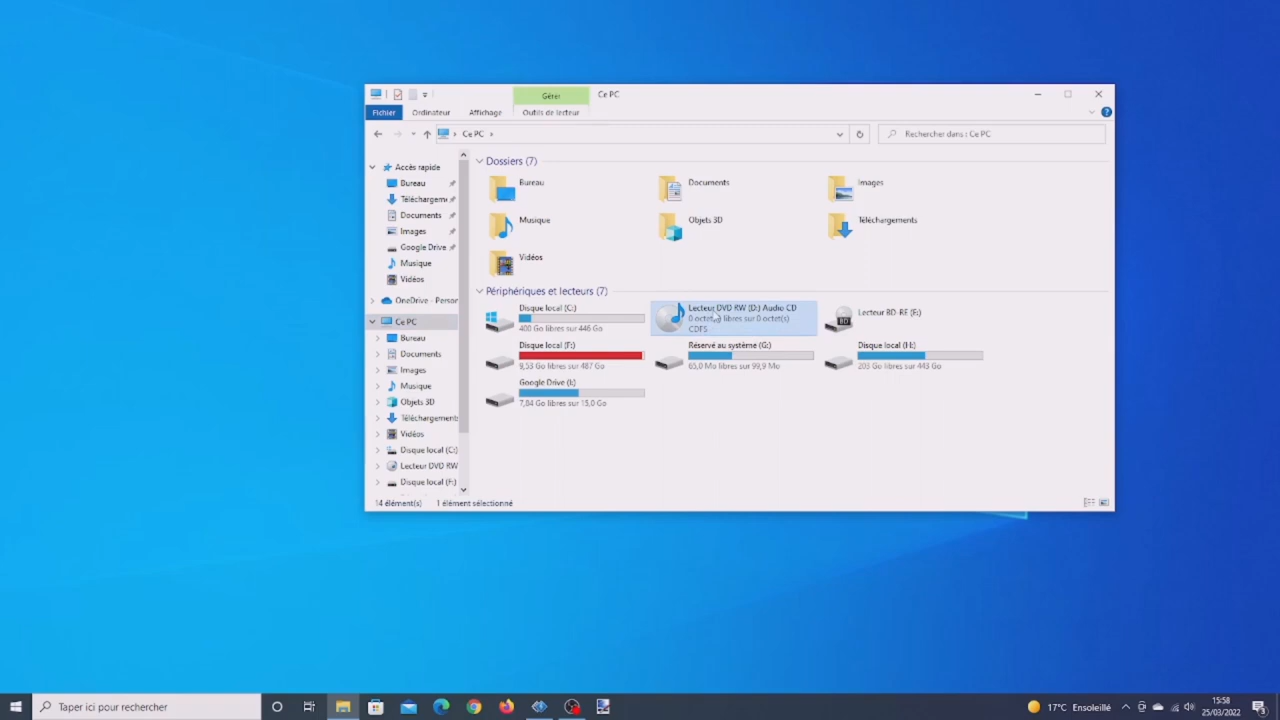 Gérer
Ce PC
Fichier
Ordinateur
Affichage
Outils de lecteur
Ce PC
Rechercher dans : Ce PC
Accès rapide
Bureau
Téléchargem
Documents
Images
Google Drive
Musique
Vidéos
OneDrive - Person
Ce PC
Bureau
Documents
Images
Musique
Objets 3D
Téléchargements
Vidéos
Disque local (C:)
Lecteur DVD RW
Disque local (F:)
Dossiers (7)
Bureau
Documents
Images
Musique
Objets 3D
Téléchargements
Vidéos
Périphériques et lecteurs (7)
Disque local (C:)
400 Go libres sur 446 Go
Lecteur DVD RW (D:) Audio CD
0 octet(s) libres sur 0 octet(s)
CDFS
BD
Lecteur BD-RE (E:)
Disque local (F:)
9,53 Go libres sur 487 Go
Réservé au système (G:)
65,0 Mo libres sur 99,9 Mo
Disque local (H:)
203 Go libres sur 443 Go
Google Drive (I:)
7,84 Go libres sur 15,0 Go
14 élément(s)
1 élément sélectionné
Taper ici pour rechercher
17°C Ensoleillé
15:58
25/03/2022